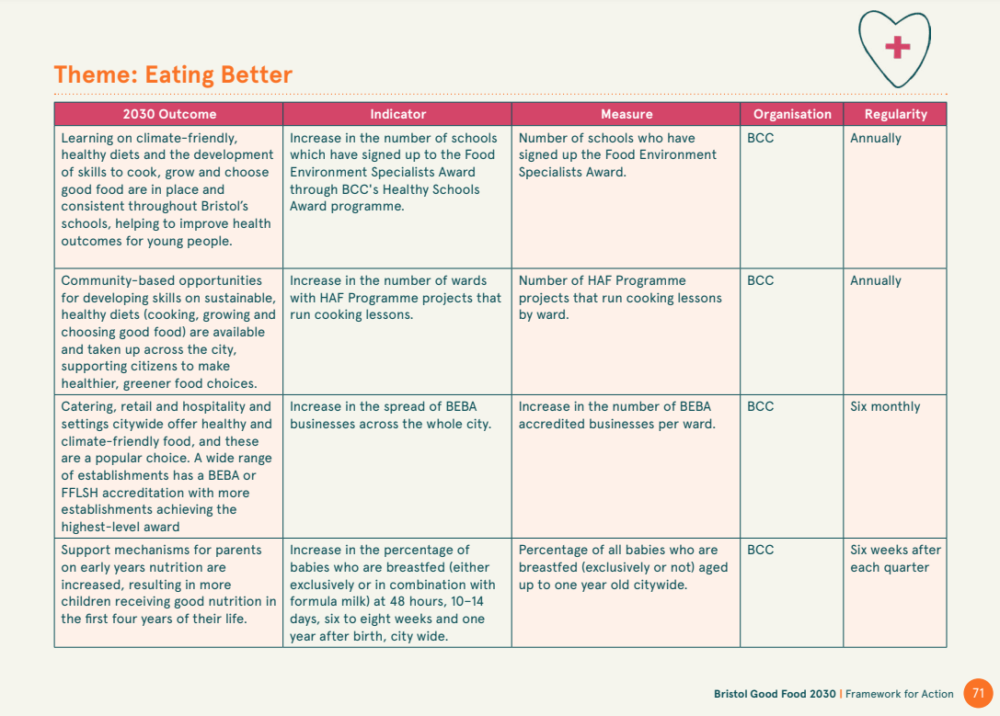 Theme: Eating Better
2030 Outcome
Indicator
Measure
Organisation
Regularity
Learning on climate-friendly,
healthy diets and the development
of skills to cook, grow and choose
good food are in place and
consistent throughout Bristol's
schools, helping to improve health
outcomes for young people.
Increase in the number of schools
which have signed up to the Food
Environment Specialists Award
through BCC's Healthy Schools
Award programme.
Number of schools who have
signed up the Food Environment
Specialists Award.
BCC
Annually
Community-based opportunities
for developing skills on sustainable,
healthy diets (cooking, growing and
choosing good food) are available
and taken up across the city,
supporting citizens to make
healthier, greener food choices.
Increase in the number of wards
with HAF Programme projects that
run cooking lessons.
Number of HAF Programme
projects that run cooking lessons
by ward.
BCC
Annually
Catering, retail and hospitality and
settings citywide offer healthy and
climate-friendly food, and these
are a popular choice. A wide range
of establishments has a BEBA or
FFLSH accreditation with more
establishments achieving the
highest-level award
Increase in the spread of BEBA
businesses across the whole city.
Increase in the number of BEBA
accredited businesses per ward.
BCC
Six monthly
Support mechanisms for parents
on early years nutrition are
increased, resulting in more
children receiving good nutrition in
the first four years of their life.
Increase in the percentage of
babies who are breastfed (either
exclusively or in combination with
formula milk) at 48 hours, 10–14
days, six to eight weeks and one
year after birth, city wide.
Percentage of all babies who are
breastfed (exclusively or not) aged
up to one year old citywide.
BCC
Six weeks after
each quarter
Bristol Good Food 2030 | Framework for Action 71